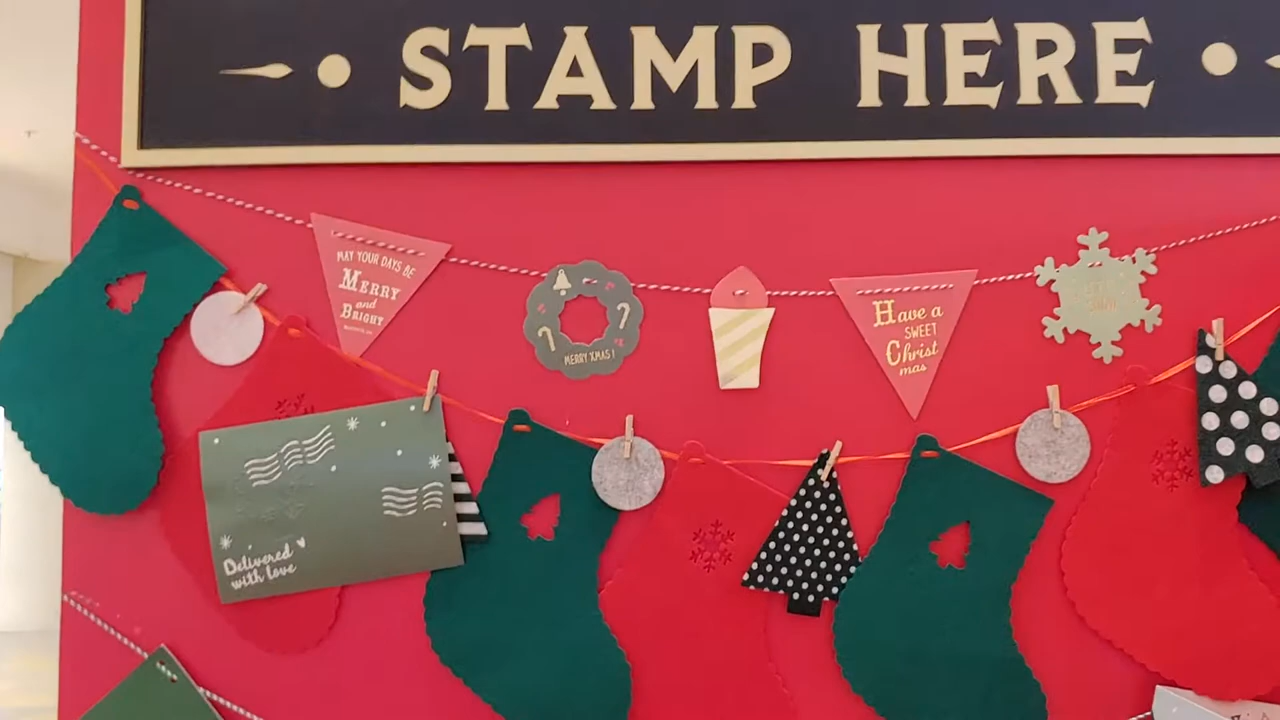 STAMP HERE
MAY YOUR DAYS BE
MERRY
and
BRIGHT
MERRY XMAS!
Have a
SWEET
Christ
mas
Delivered
with love